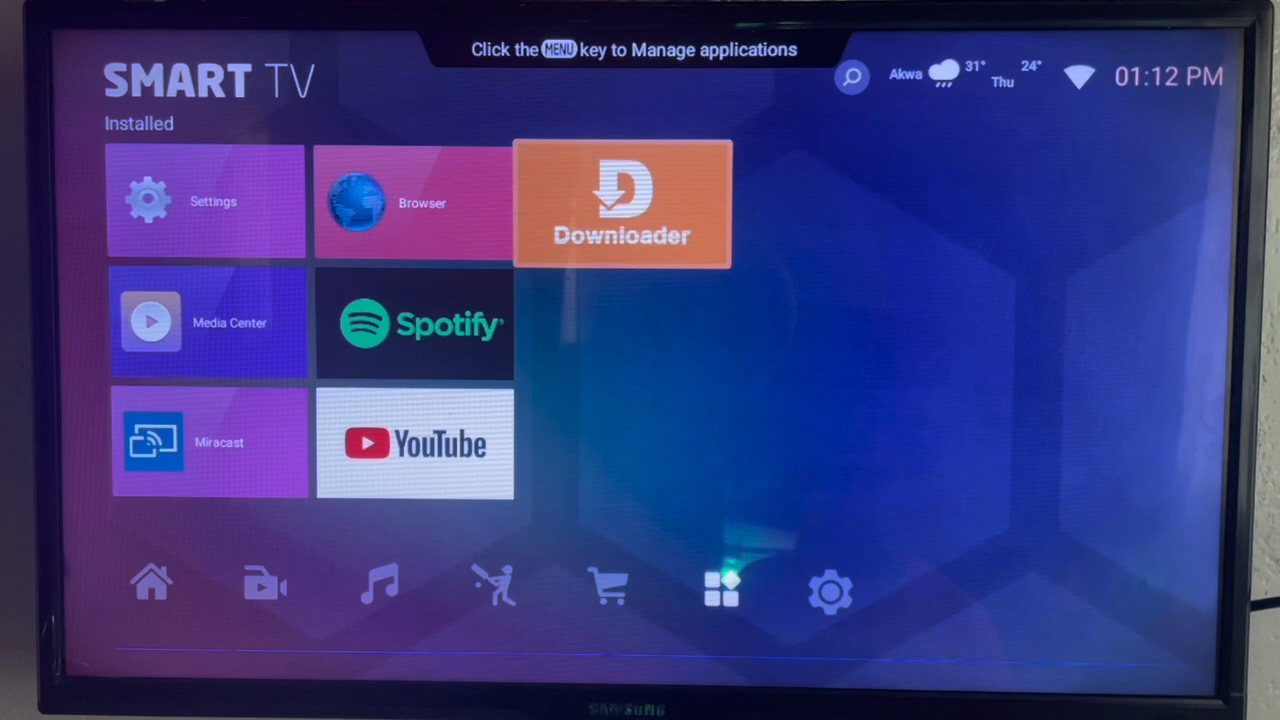 Click the MENU key to Manage applications
SMART TV
Akwa
31°
Thu
24°
01:12 PM
Installed
Settings
Browser
D
Downloader
Media Center
Spotify
Miracast
YouTube
SAMSUNG